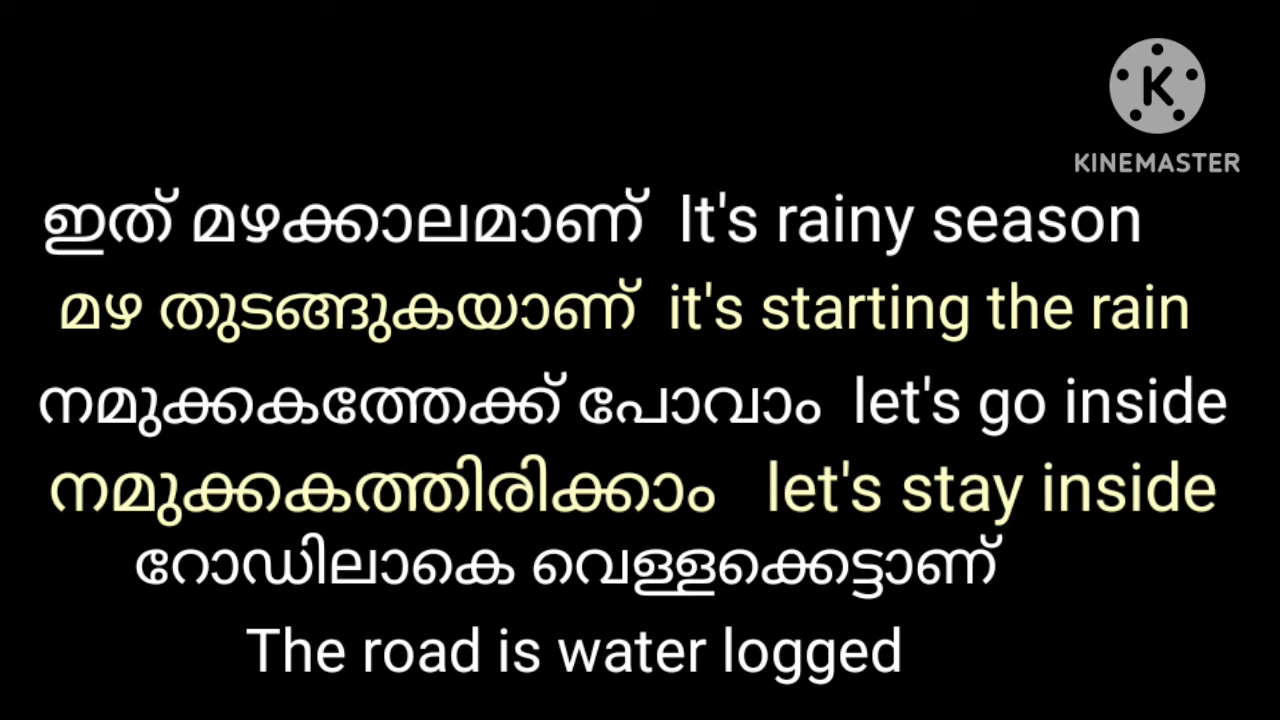 K
KINEMASTER
ഇത് മഴക്കാലമാണ് It's rainy season
മഴ തുടങ്ങുകയാണ് it's starting the rain
നമുക്കകത്തേക്ക് പോവാം let's go inside
നമുക്കകത്തിരിക്കാം let's stay inside
റോഡിലാകെ വെള്ളക്കെട്ടാണ്
The road is water logged